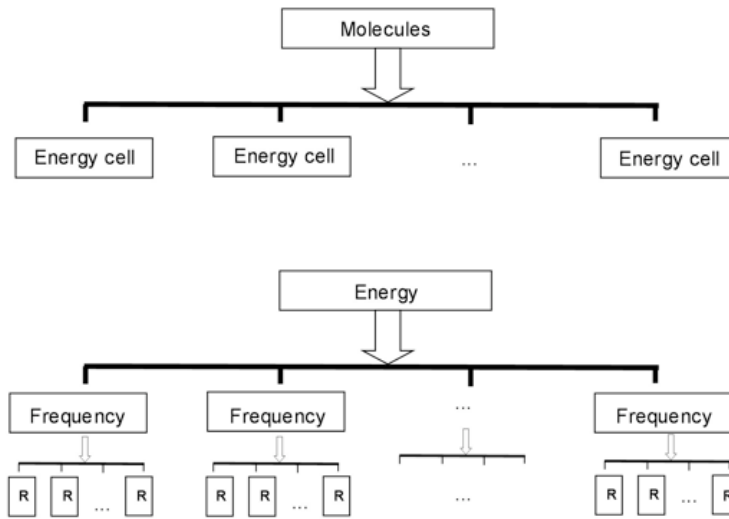 Molecules
Energy cell Energy cell ... Energy cell
Energy
Frequency Frequency ... Frequency
R R ... R R R ... R ... R R ... R